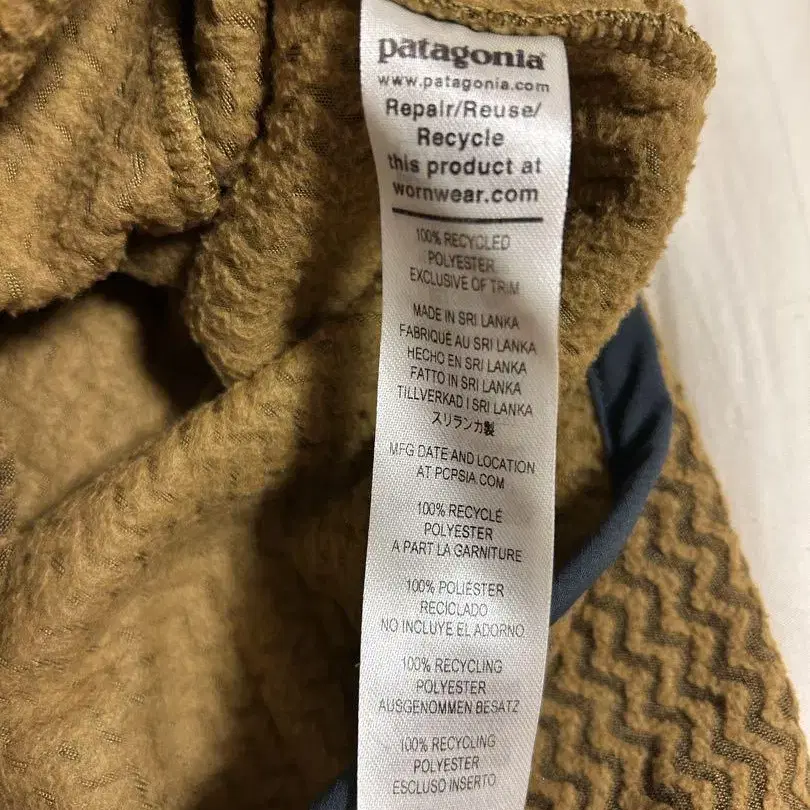 patagonia
www.patagonia.com
Repair/Reuse/
Recycle
this product at
wornwear.com
100% RECYCLED
POLYESTER
EXCLUSIVE OF TRIM
MADE IN SRI LANKA
FABRIQUÉ AU SRI LANKA
HECHO EN SRI LANKA
FATTO IN SRI LANKA
TILLVERKAD I SRI LANKA
スリランカ製
MFG DATE AND LOCATION
AT PCPSIA.COM
100% RECYCLÉ
POLYESTER
A PART LA GARNITURE
100% POLIÉSTER
RECICLADO
NO INCLUYE EL ADORNO
100% RECYCLING
POLYESTER
AUSGENOMMEN BESATZ
100% RECYCLING
POLYESTER
ESCLUSO INSERTO